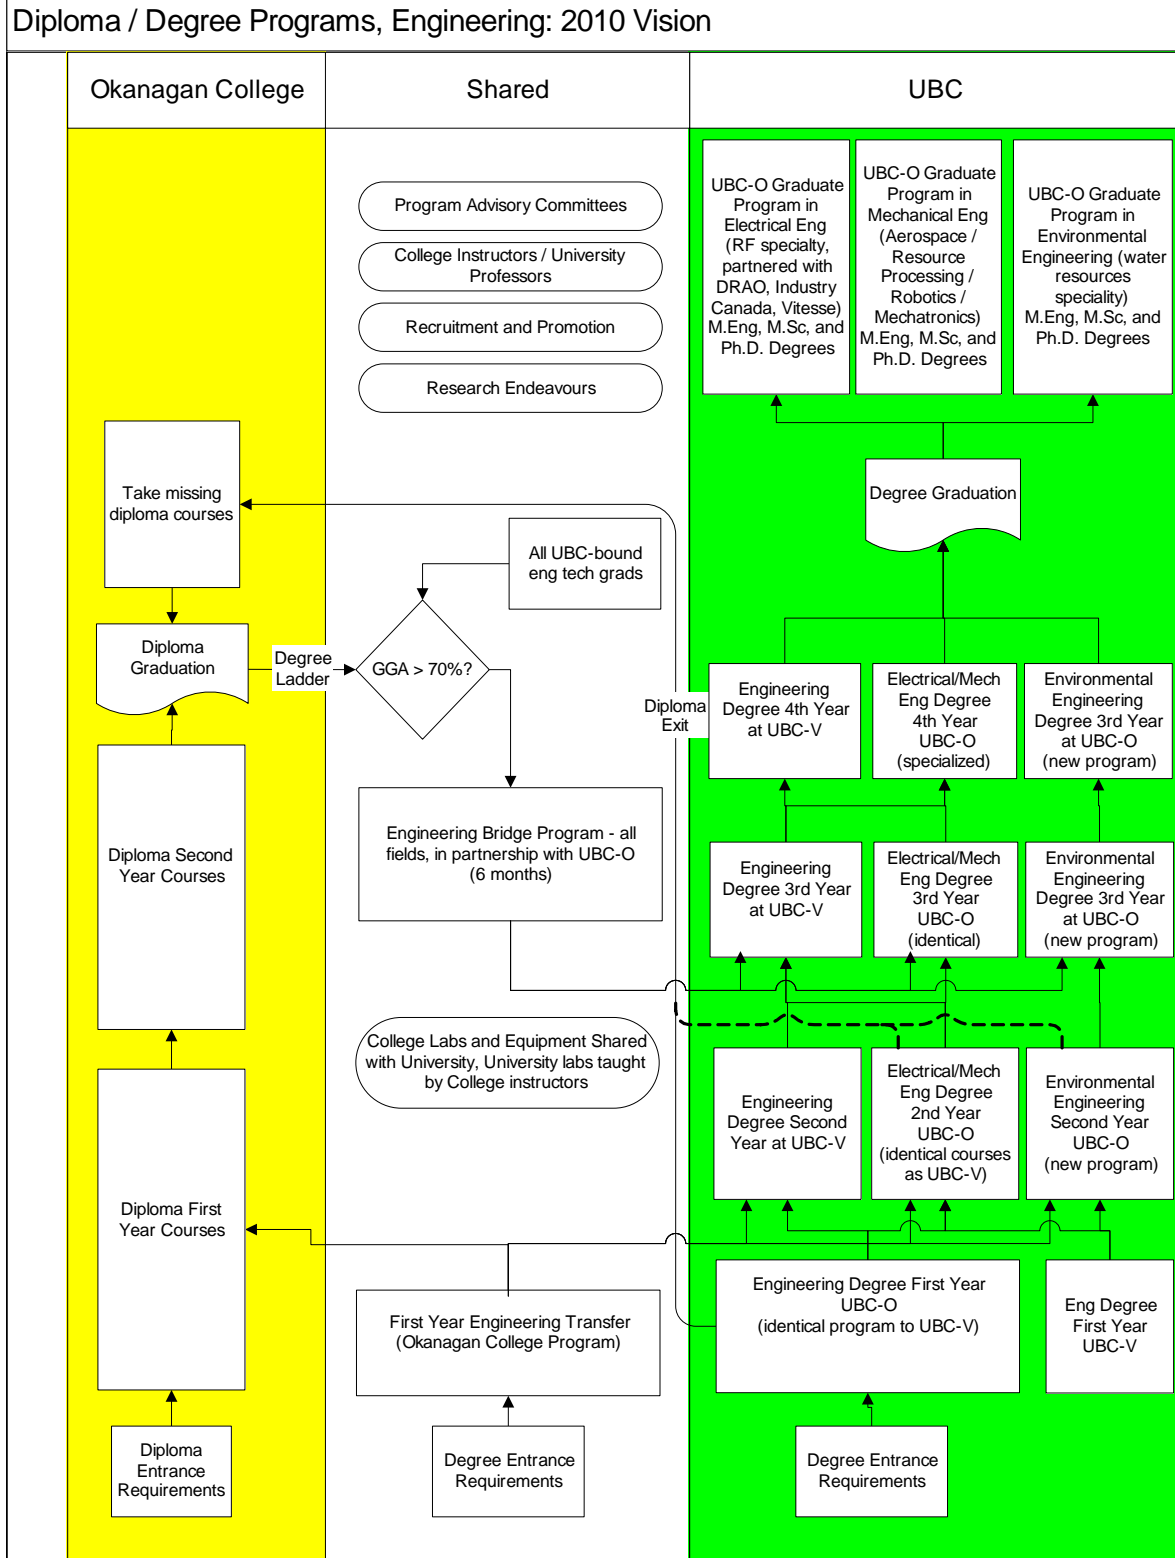 Diploma / Degree Programs, Engineering: 2010 Vision
Okanagan College
Shared
UBC
Program Advisory Committees
College Instructors / University
Professors
Recruitment and Promotion
Research Endeavours
UBC-O Graduate
Program in
Electrical Eng
(RF specialty,
partnered with
DRAO, Industry
Canada, Vitesse)
M.Eng, M.Sc, and
Ph.D. Degrees
UBC-O Graduate
Program in
Mechanical Eng
(Aerospace /
Resource
Processing /
Robotics /
Mechatronics)
M.Eng, M.Sc, and
Ph.D. Degrees
UBC-O Graduate
Program in
Environmental
Engineering (water
resources
speciality)
M.Eng, M.Sc, and
Ph.D. Degrees
Take missing
diploma courses
Degree Graduation
All UBC-bound
eng tech grads
Diploma
Graduation
Degree
Ladder
GGA > 70%?
Diploma
Exit
Engineering
Degree 4th Year
at UBC-V
Electrical/Mech
Eng Degree
4th Year
UBC-O
(specialized)
Environmental
Engineering
Degree 3rd Year
at UBC-O
(new program)
Diploma Second
Year Courses
Engineering Bridge Program - all
fields, in partnership with UBC-O
(6 months)
Engineering
Degree 3rd Year
at UBC-V
Electrical/Mech
Eng Degree
3rd Year
UBC-O
(identical)
Environmental
Engineering
Degree 3rd Year
at UBC-O
(new program)
College Labs and Equipment Shared
with University, University labs taught
by College instructors
Engineering
Degree Second
Year at UBC-V
Electrical/Mech
Eng Degree
2nd Year
UBC-O
(identical courses
as UBC-V)
Environmental
Engineering
Second Year
UBC-O
(new program)
Diploma First
Year Courses
First Year Engineering Transfer
(Okanagan College Program)
Engineering Degree First Year
UBC-O
(identical program to UBC-V)
Eng Degree
First Year
UBC-V
Diploma
Entrance
Requirements
Degree Entrance
Requirements
Degree Entrance
Requirements